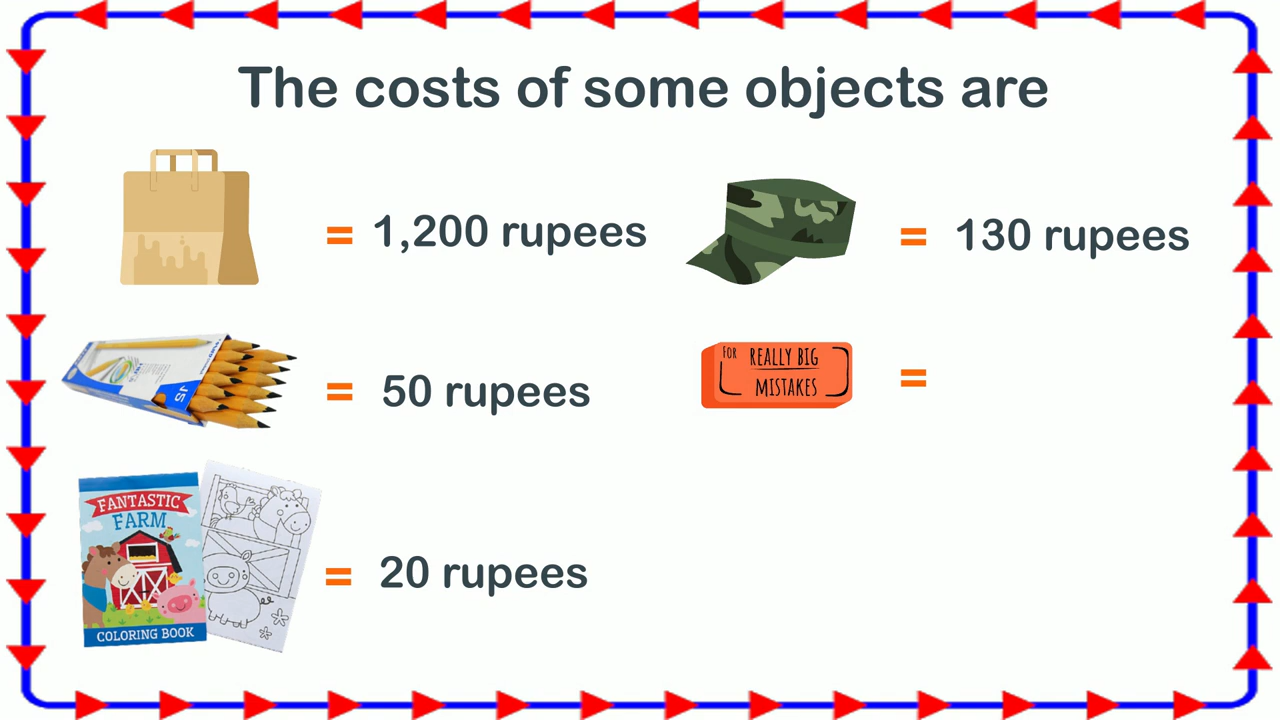 The costs of some objects are
= 1,200 rupees
= 130 rupees
= 50 rupees
FOR REALLY BIG
MISTAKES
=
FANTASTIC
FARM
COLORING BOOK
= 20 rupees